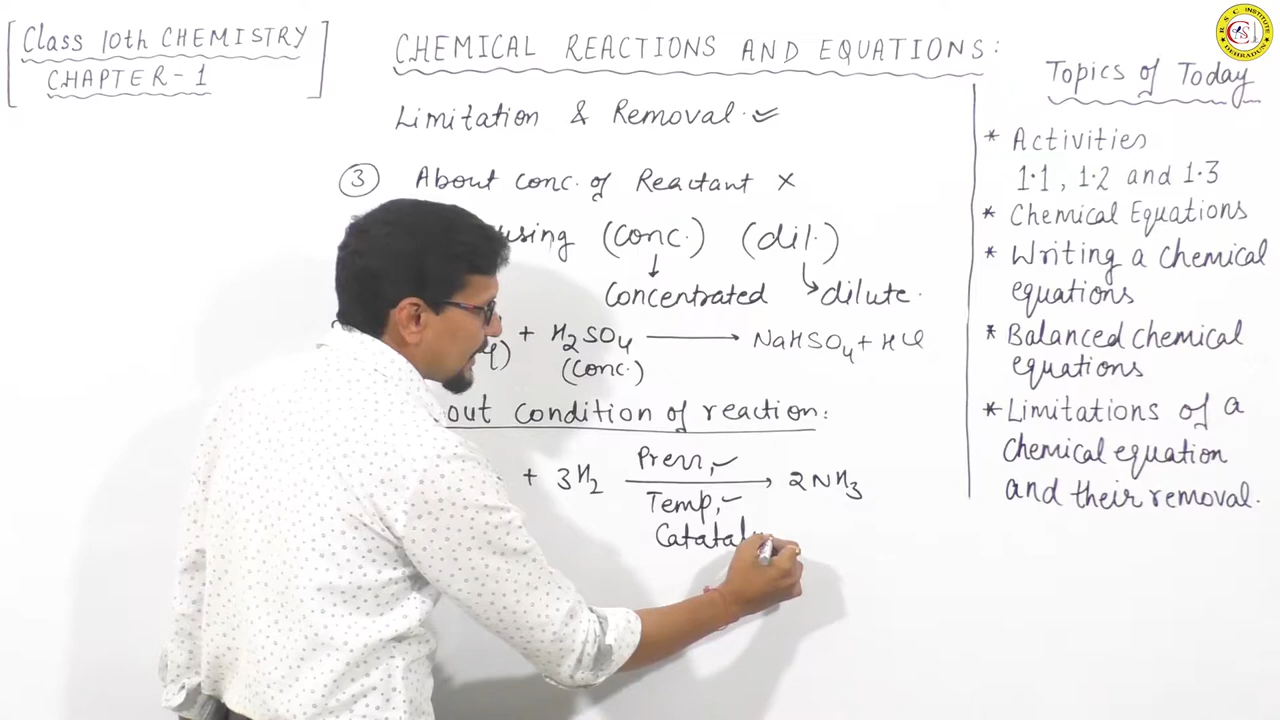 Class 10th CHEMISTRY
CHAPTER-1
CHEMICAL REACTIONS AND EQUATIONS:
Limitation & Removal.
③ About conc. of Reactant ×
using (conc.) (dil.)
Concentrated dilute.
+ H₂SO₄ → NaHSO₄ + HCl
(conc.)
out condition of reaction:
+ 3H₂ → 2NH₃
Press,
Temp,
Catatal
Topics of Today
* Activities
1.1, 1.2 and 1.3
* Chemical Equations
* Writing a chemical
equations
* Balanced chemical
equations
* Limitations of a
chemical equation
and their removal.
R S C INSTITUTE
DEHRADUN